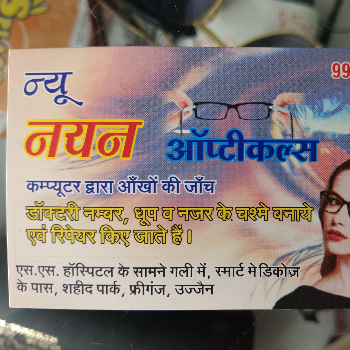 99
न्यू
नयन ऑप्टीकल्स
कम्प्यूटर द्वारा आँखों की जाँच
डॉक्टरी नम्बर, धूप व नजर के चश्मे बनाये
एवं रिपेयर किए जाते हैं।
एस.एस. हॉस्पिटल के सामने गली में, स्मार्ट मेडिकोज़
के पास, शहीद पार्क, फ्रीगंज, उज्जैन